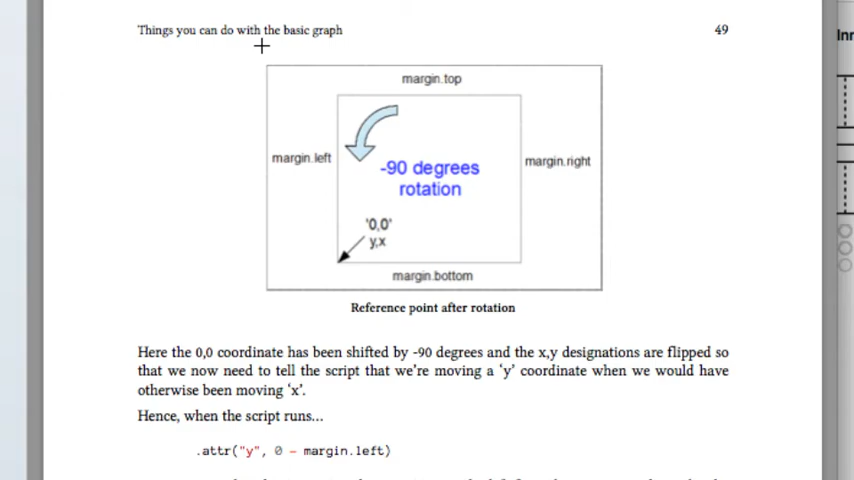 Things you can do with the basic graph 49
margin.top
margin.left
-90 degrees
rotation
margin.right
'0,0'
y,x
margin.bottom
Reference point after rotation
Here the 0,0 coordinate has been shifted by -90 degrees and the x,y designations are flipped so
that we now need to tell the script that we're moving a 'y' coordinate when we would have
otherwise been moving 'x'.
Hence, when the script runs...
.attr("y", 0 - margin.left)